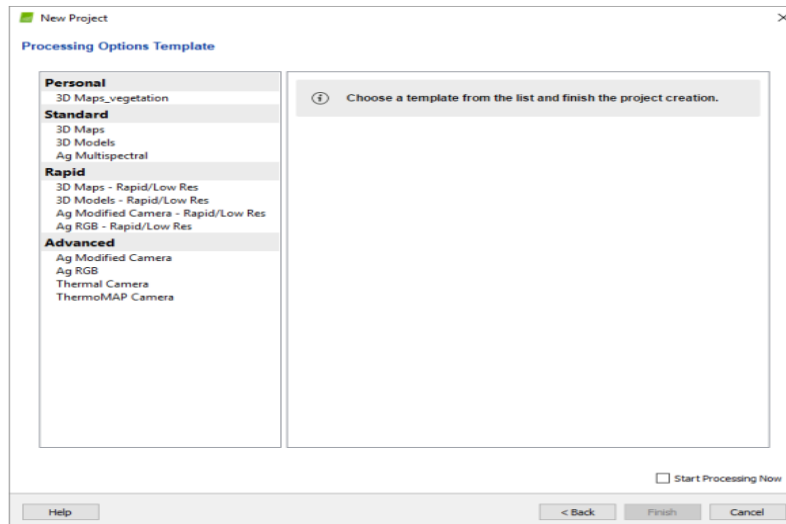 New Project
Processing Options Template
Personal
3D Maps_vegetation
Standard
3D Maps
3D Models
Ag Multispectral
Rapid
3D Maps - Rapid/Low Res
3D Models - Rapid/Low Res
Ag Modified Camera - Rapid/Low Res
Ag RGB - Rapid/Low Res
Advanced
Ag Modified Camera
Ag RGB
Thermal Camera
ThermoMAP Camera
Choose a template from the list and finish the project creation.
Start Processing Now
Help
< Back
Finish
Cancel